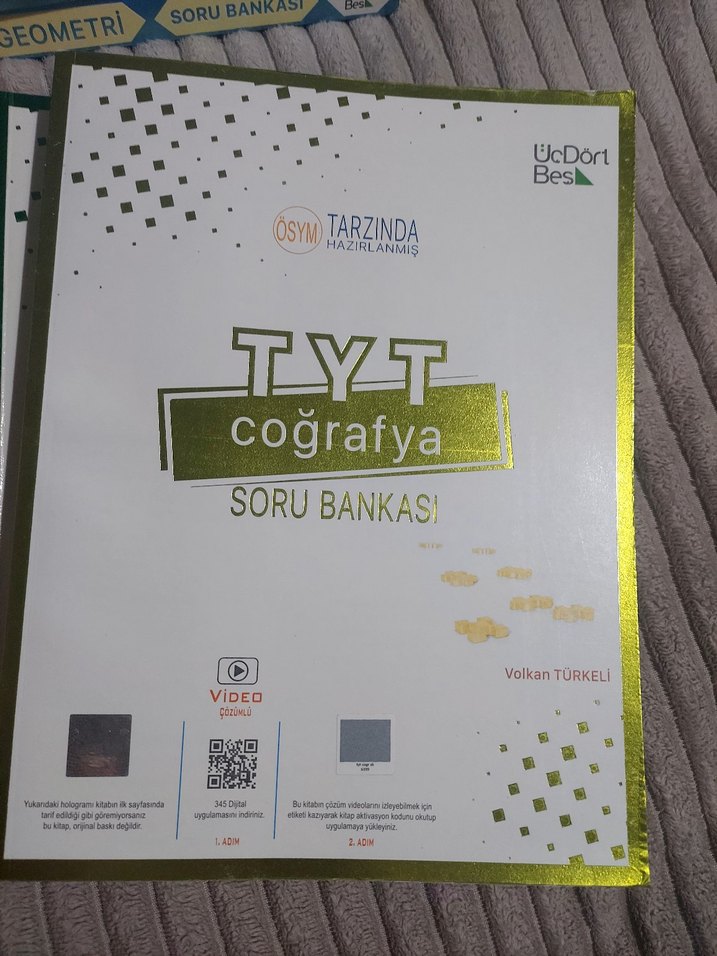 GEOMETRİ
SORU BANKASI
Beş
ÜçDört
Beş
ÖSYM TARZINDA
HAZIRLANMIŞ
TYT
coğrafya
SORU BANKASI
Volkan TÜRKELİ
VİDEO
ÇÖZÜMLÜ
Yukarıdaki hologramı kitabın ilk sayfasında
tarif edildiği gibi göremiyorsanız
bu kitap, orijinal baskı değildir.
345 Dijital
uygulamasını indiriniz.
1. ADIM
Bu kitabın çözüm videolarını izleyebilmek için
etiketi kazıyarak kitap aktivasyon kodunu okutup
uygulamaya yükleyiniz.
2. ADIM